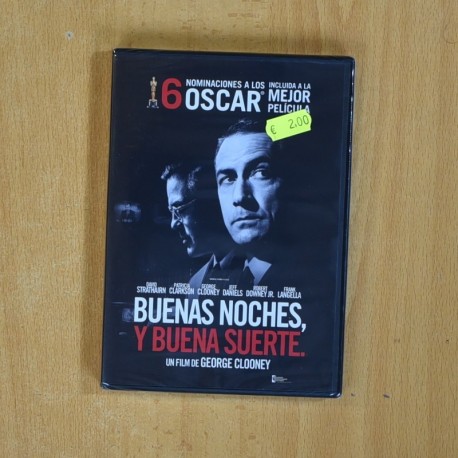 6 NOMINACIONES A LOS OSCAR® INCLUIDA A LA MEJOR PELÍCULA
€ 2.00
DAVID STRATHAIRN PATRICIA CLARKSON GEORGE CLOONEY JEFF DANIELS ROBERT DOWNEY JR. FRANK LANGELLA
BUENAS NOCHES,
Y BUENA SUERTE.
UN FILM DE GEORGE CLOONEY